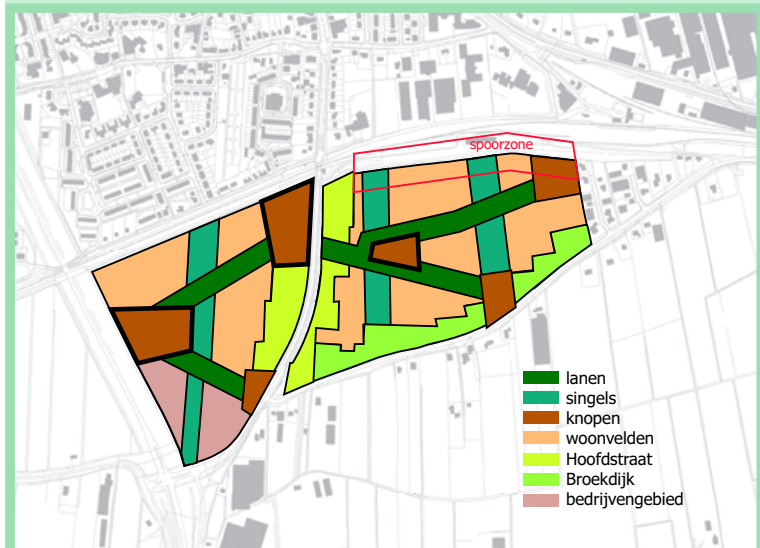 spoorzone
lanen
singels
knopen
woonvelden
Hoofdstraat
Broekdijk
bedrijvengebied